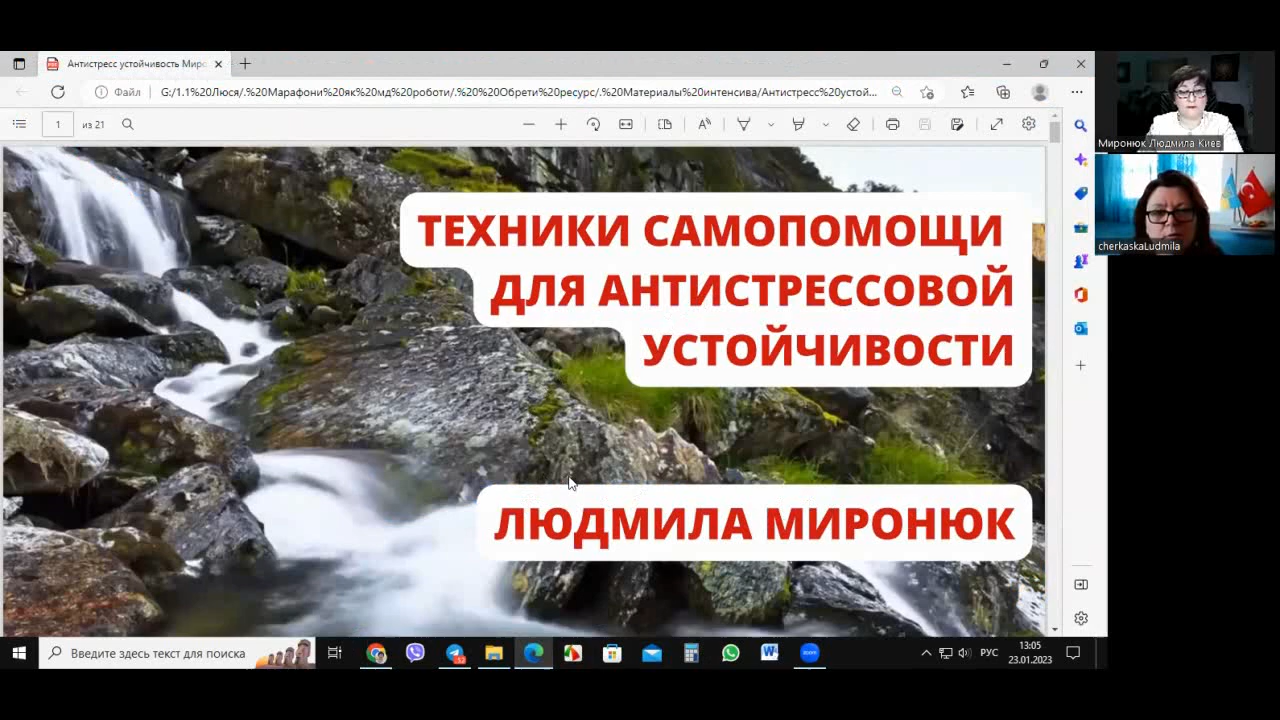 Антистресс устойчивость Миро
Файл
G:/1.1%20Люся/.%20Марафони%20як%20мд%20роботи/.%20%20Обрети%20ресурс/.%20Материалы%20интенсива/Антистресс%20устой...
1 из 21
ТЕХНИКИ САМОПОМОЩИ
ДЛЯ АНТИСТРЕССОВОЙ
УСТОЙЧИВОСТИ
ЛЮДМИЛА МИРОНЮК
Миронюк Людмила Киев
cherkaskaLudmila
Введите здесь текст для поиска
zoom
РУС
13:05
23.01.2023